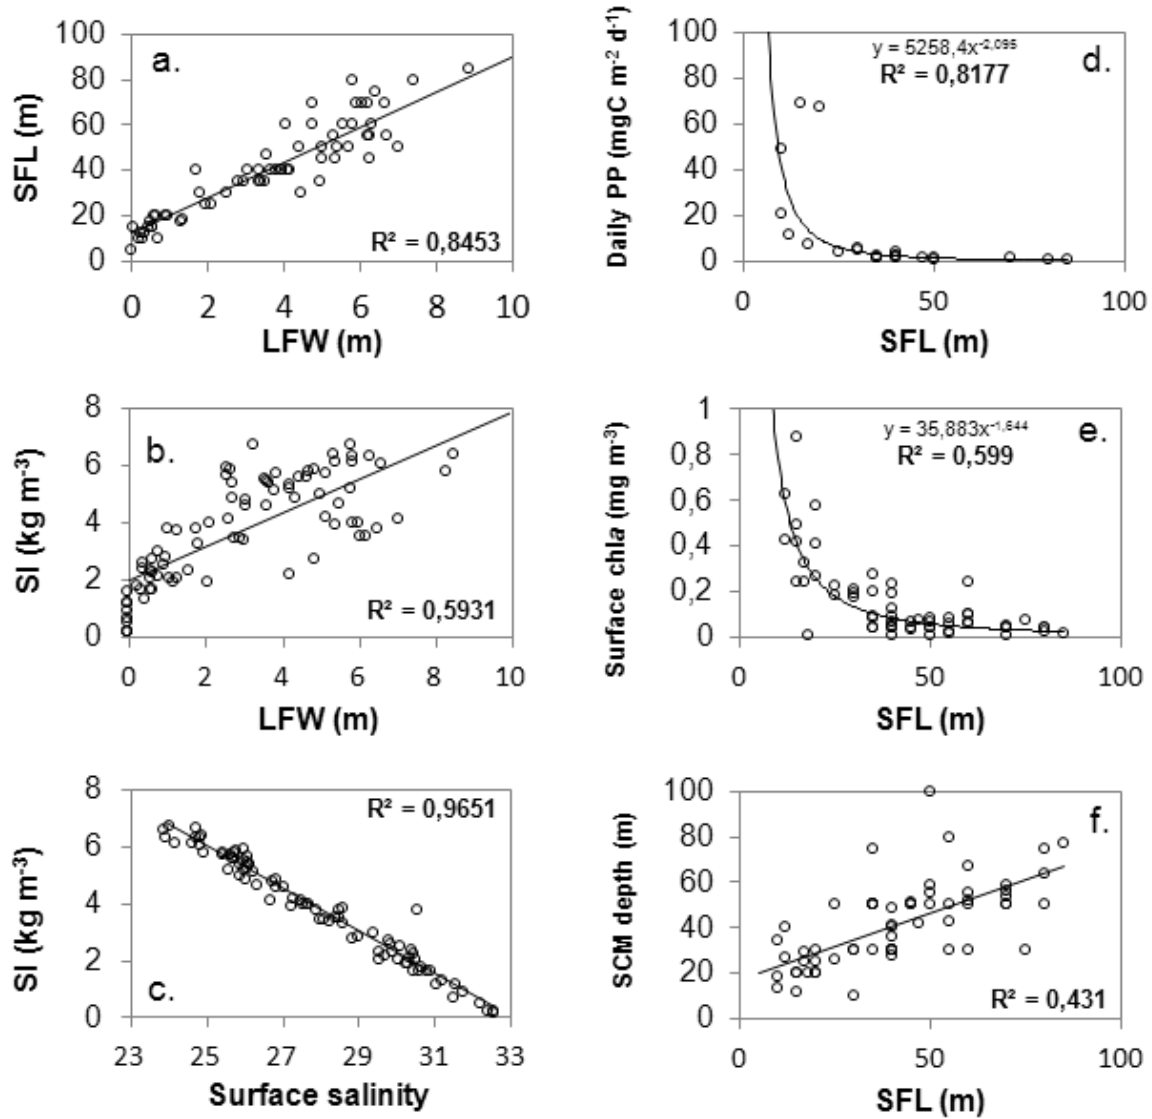 a.
SFL (m)
100
80
60
40
20
0
R² = 0,8453
0 2 4 6 8 10
LFW (m)
d.
Daily PP (mgC m⁻² d⁻¹)
y = 5258,4x⁻²,⁰⁹⁵
R² = 0,8177
100
80
60
40
20
0
0 50 100
SFL (m)
b.
SI (kg m⁻³)
8
6
4
2
0
R² = 0,5931
0 2 4 6 8 10
LFW (m)
e.
Surface chla (mg m⁻³)
y = 35,883x⁻¹,⁶⁴⁴
R² = 0,599
1
0,8
0,6
0,4
0,2
0
0 50 100
SFL (m)
c.
SI (kg m⁻³)
8
6
4
2
0
R² = 0,9651
23 25 27 29 31 33
Surface salinity
f.
SCM depth (m)
100
80
60
40
20
0
R² = 0,431
0 50 100
SFL (m)